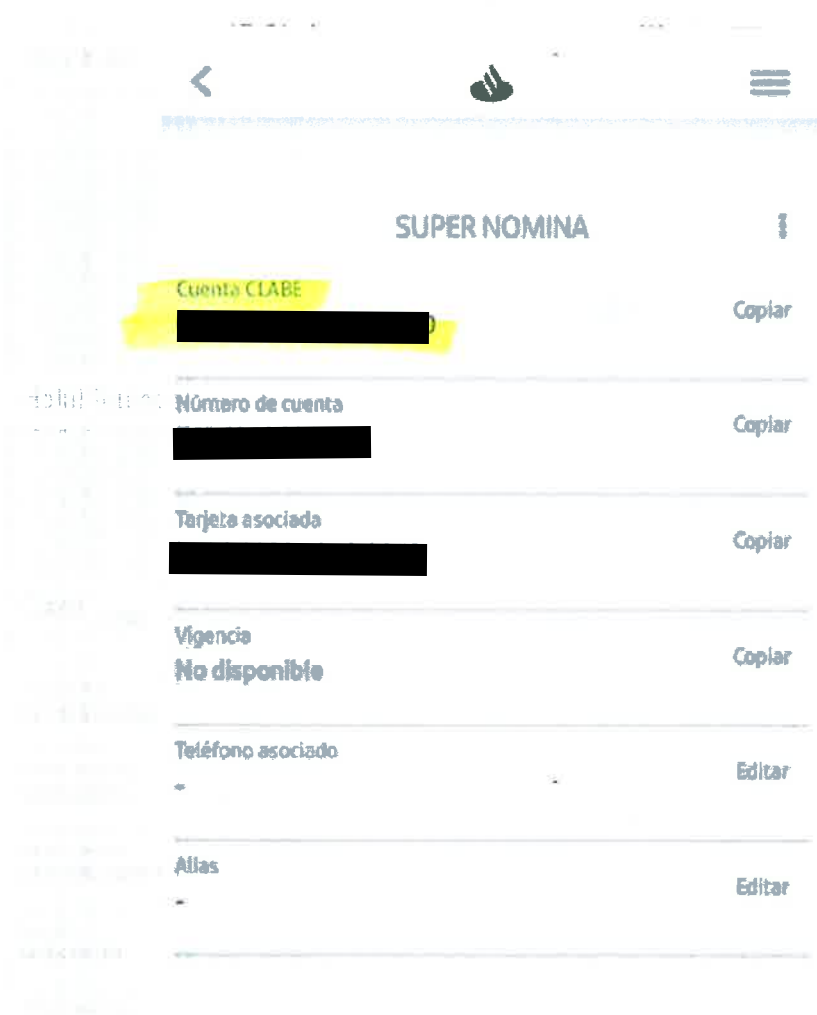 SUPER NOMINA
Cuenta CLABE
Copiar
Número de cuenta
Copiar
Tarjeta asociada
Copiar
Vigencia
No disponible
Copiar
Teléfono asociado
-
Editar
Alias
-
Editar